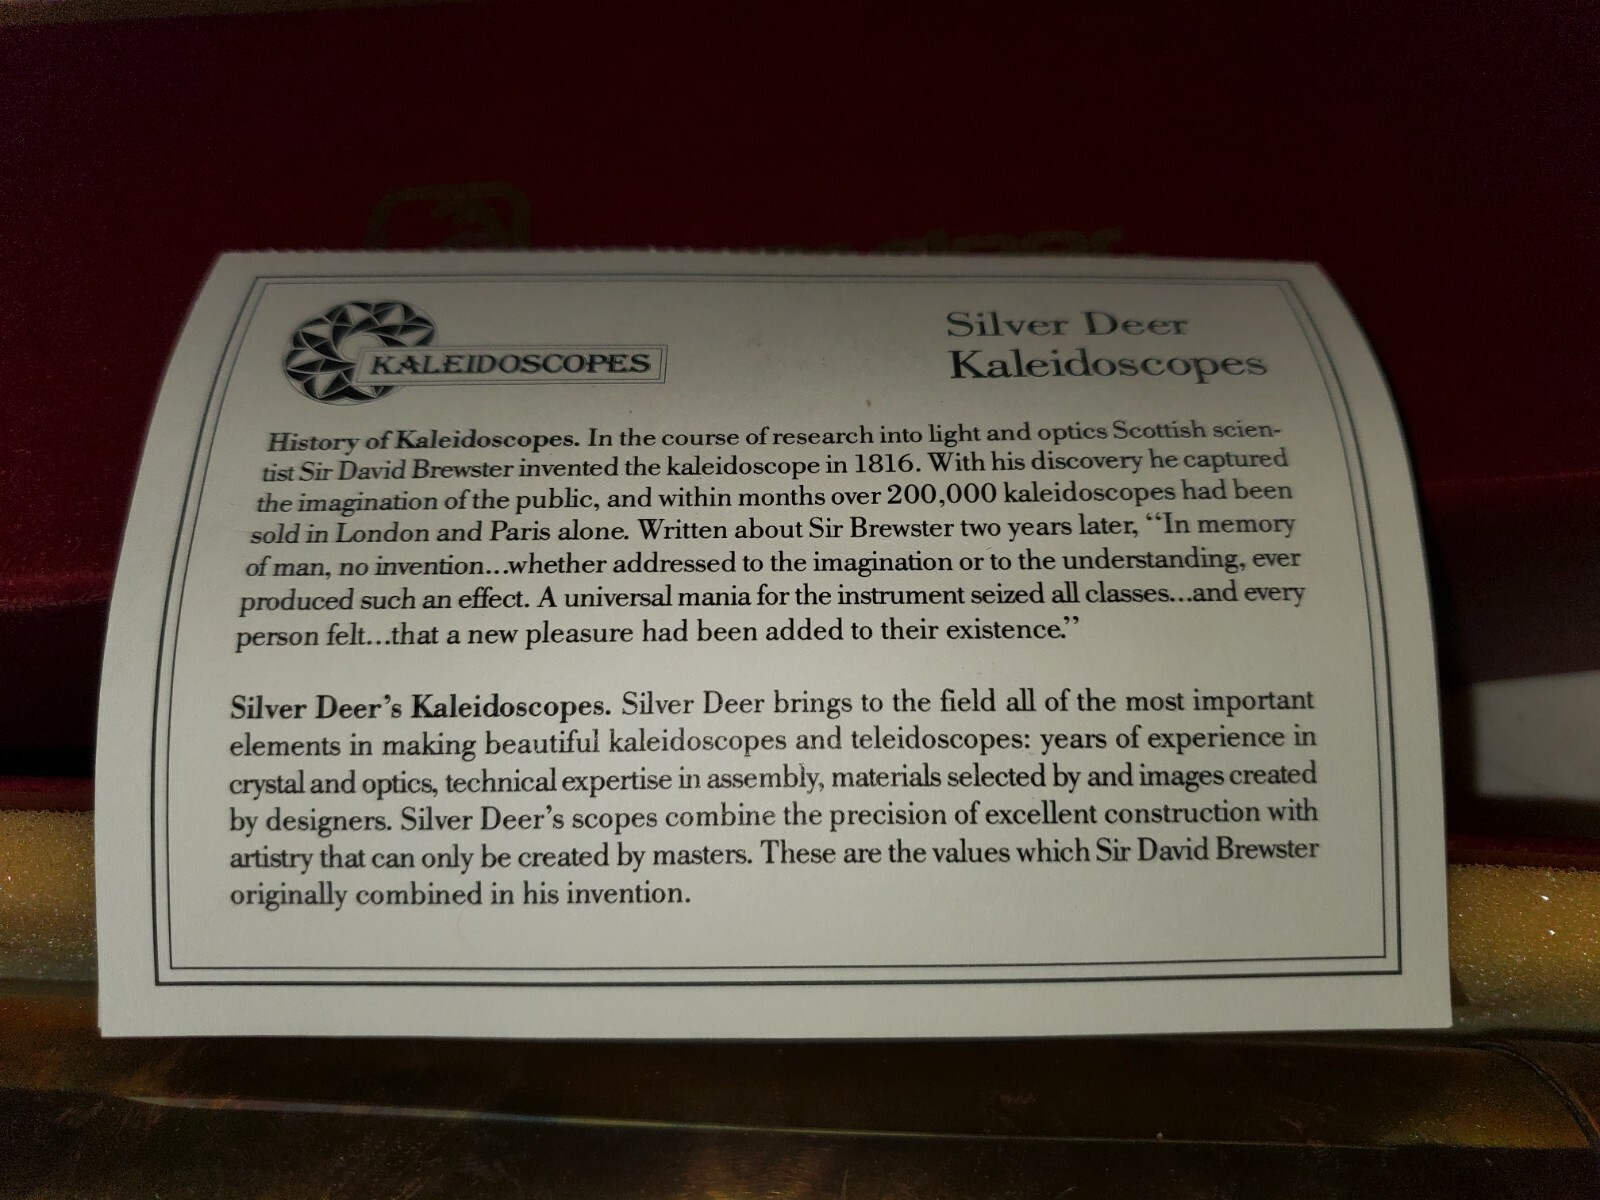 KALEIDOSCOPES
Silver Deer
Kaleidoscopes
History of Kaleidoscopes. In the course of research into light and optics Scottish scien-
tist Sir David Brewster invented the kaleidoscope in 1816. With his discovery he captured
the imagination of the public, and within months over 200,000 kaleidoscopes had been
sold in London and Paris alone. Written about Sir Brewster two years later, “In memory
of man, no invention...whether addressed to the imagination or to the understanding, ever
produced such an effect. A universal mania for the instrument seized all classes...and every
person felt...that a new pleasure had been added to their existence.”
Silver Deer’s Kaleidoscopes. Silver Deer brings to the field all of the most important
elements in making beautiful kaleidoscopes and teleidoscopes: years of experience in
crystal and optics, technical expertise in assembly, materials selected by and images created
by designers. Silver Deer’s scopes combine the precision of excellent construction with
artistry that can only be created by masters. These are the values which Sir David Brewster
originally combined in his invention.